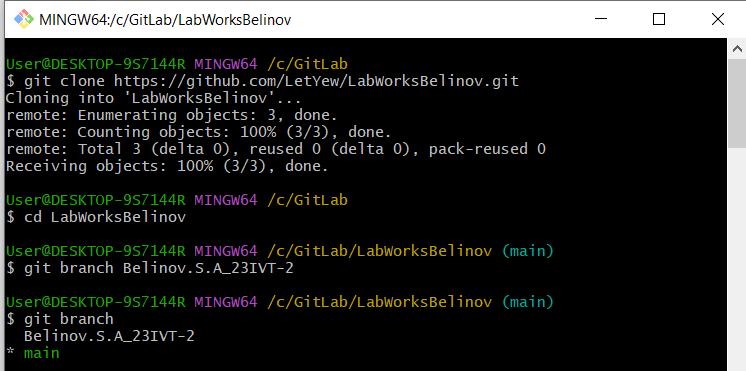 MINGW64:/c/GitLab/LabWorksBelinov
User@DESKTOP-9S7144R MINGW64 /c/GitLab
$ git clone https://github.com/LetYew/LabWorksBelinov.git
Cloning into 'LabWorksBelinov'...
remote: Enumerating objects: 3, done.
remote: Counting objects: 100% (3/3), done.
remote: Total 3 (delta 0), reused 0 (delta 0), pack-reused 0
Receiving objects: 100% (3/3), done.
User@DESKTOP-9S7144R MINGW64 /c/GitLab
$ cd LabWorksBelinov
User@DESKTOP-9S7144R MINGW64 /c/GitLab/LabWorksBelinov (main)
$ git branch Belinov.S.A_23IVT-2
User@DESKTOP-9S7144R MINGW64 /c/GitLab/LabWorksBelinov (main)
$ git branch
  Belinov.S.A_23IVT-2
* main